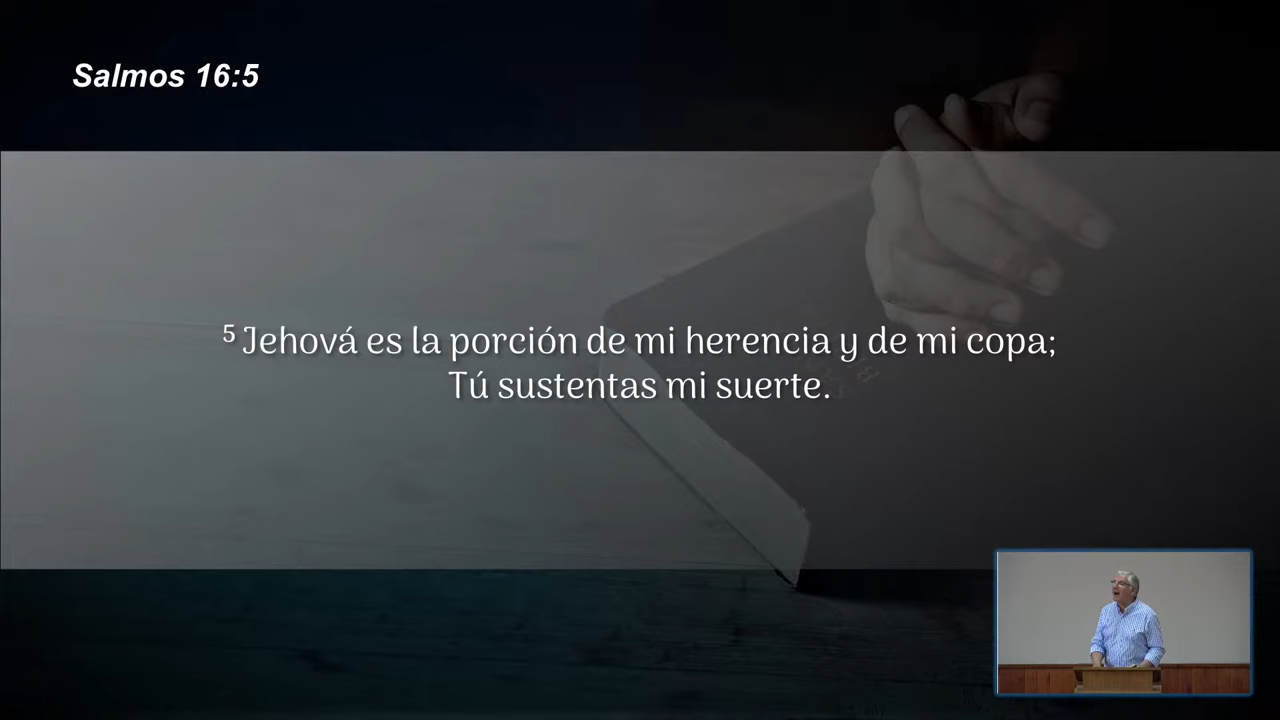 Salmos 16:5
5 Jehová es la porción de mi herencia y de mi copa;
Tú sustentas mi suerte.